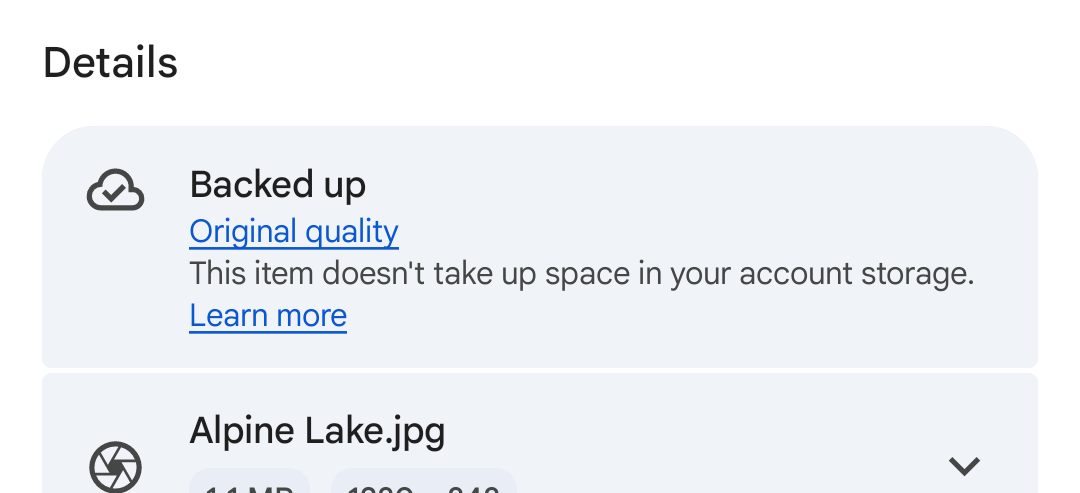 Details
Backed up
Original quality
This item doesn't take up space in your account storage.
Learn more
Alpine Lake.jpg